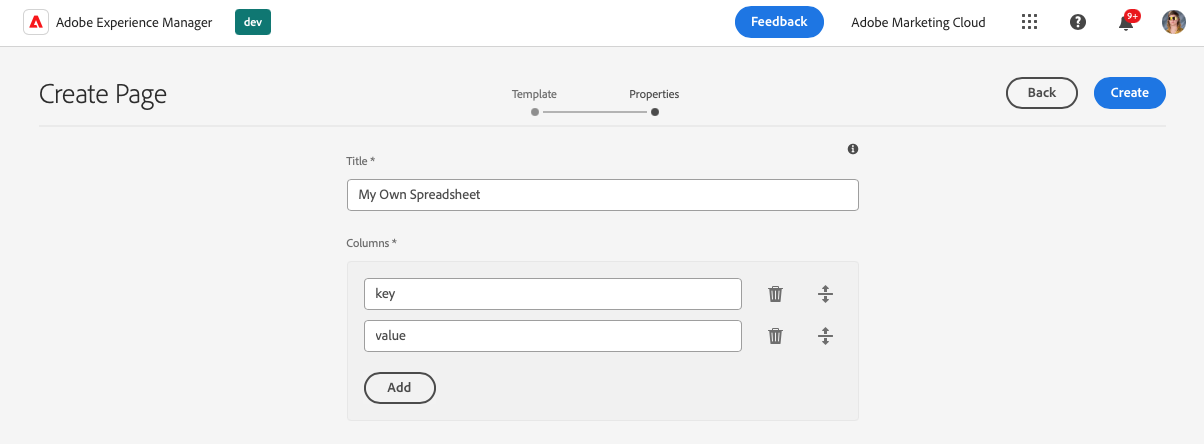 Adobe Experience Manager dev Feedback Adobe Marketing Cloud 9+
Create Page Template Properties Back Create
Title *
My Own Spreadsheet
Columns *
key
value
Add